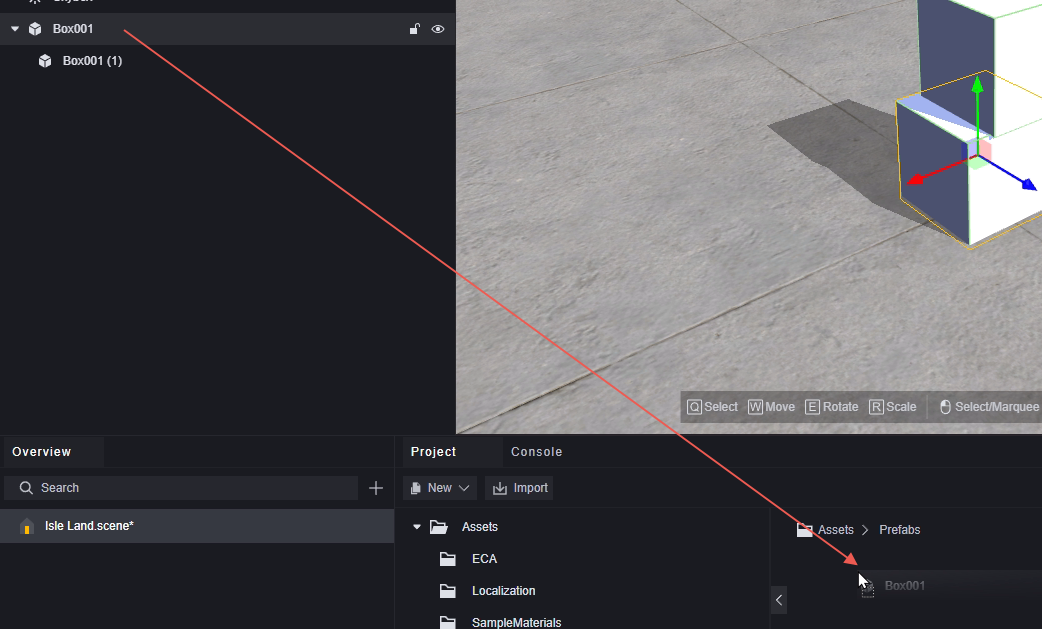 Box001
Box001 (1)
Q Select W Move E Rotate R Scale Select/Marquee
Overview
Project Console
Search
New Import
Isle Land.scene*
Assets
Assets > Prefabs
ECA
Box001
Localization
SampleMaterials